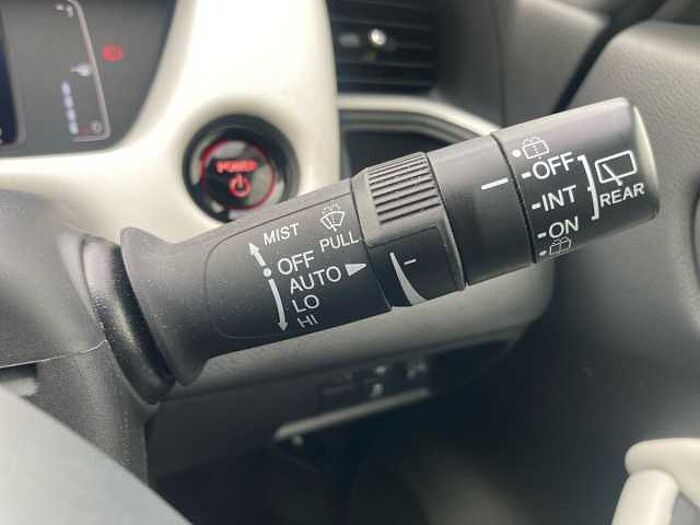 POWER
MIST
PULL
OFF
AUTO
LO
HI
OFF
INT
ON
REAR